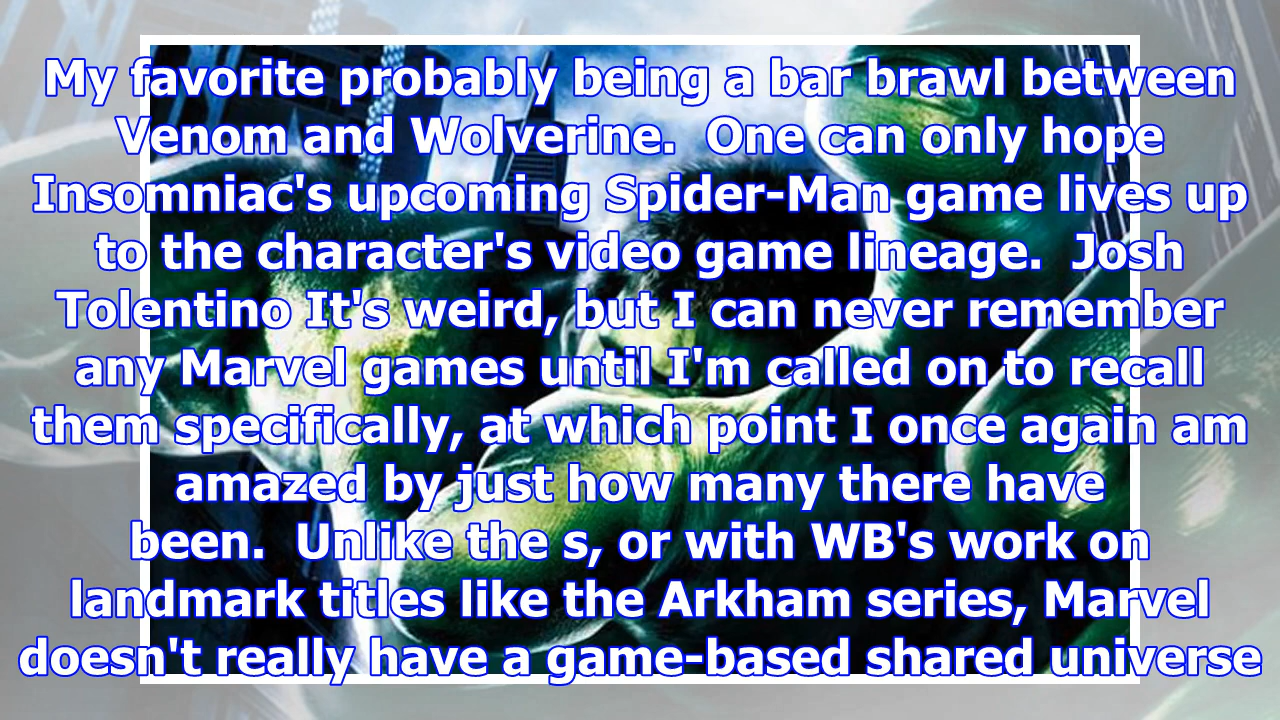 My favorite probably being a bar brawl between
Venom and Wolverine.  One can only hope
Insomniac's upcoming Spider-Man game lives up
to the character's video game lineage.  Josh
Tolentino It's weird, but I can never remember
any Marvel games until I'm called on to recall
them specifically, at which point I once again am
amazed by just how many there have
been.  Unlike the s, or with WB's work on
landmark titles like the Arkham series, Marvel
doesn't really have a game-based shared universe